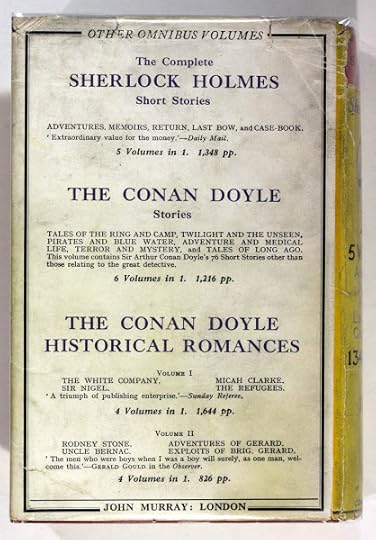 OTHER OMNIBUS VOLUMES
The Complete
SHERLOCK HOLMES
Short Stories
ADVENTURES, MEMOIRS, RETURN, LAST BOW, and CASE-BOOK.
' Extraordinary value for the money.'—Daily Mail.
5 Volumes in 1. 1,348 pp.
THE CONAN DOYLE
Stories
TALES OF THE RING AND CAMP, TWILIGHT AND THE UNSEEN,
PIRATES AND BLUE WATER, ADVENTURE AND MEDICAL
LIFE, TERROR AND MYSTERY, and TALES OF LONG AGO.
This volume contains Sir Arthur Conan Doyle's 76 Short Stories other than
those relating to the great detective.
6 Volumes in 1. 1,216 pp.
THE CONAN DOYLE
HISTORICAL ROMANCES
VOLUME I
THE WHITE COMPANY. MICAH CLARKE.
SIR NIGEL. THE REFUGEES.
' A triumph of publishing enterprise.'—Sunday Referee.
4 Volumes in 1. 1,644 pp.
VOLUME II
RODNEY STONE. ADVENTURES OF GERARD.
UNCLE BERNAC. EXPLOITS OF BRIG. GERARD.
' The men who were boys when I was a boy will surely, as one man, wel-
come this.'—GERALD GOULD in the Observer.
4 Volumes in 1. 826 pp.
JOHN MURRAY: LONDON
5
134